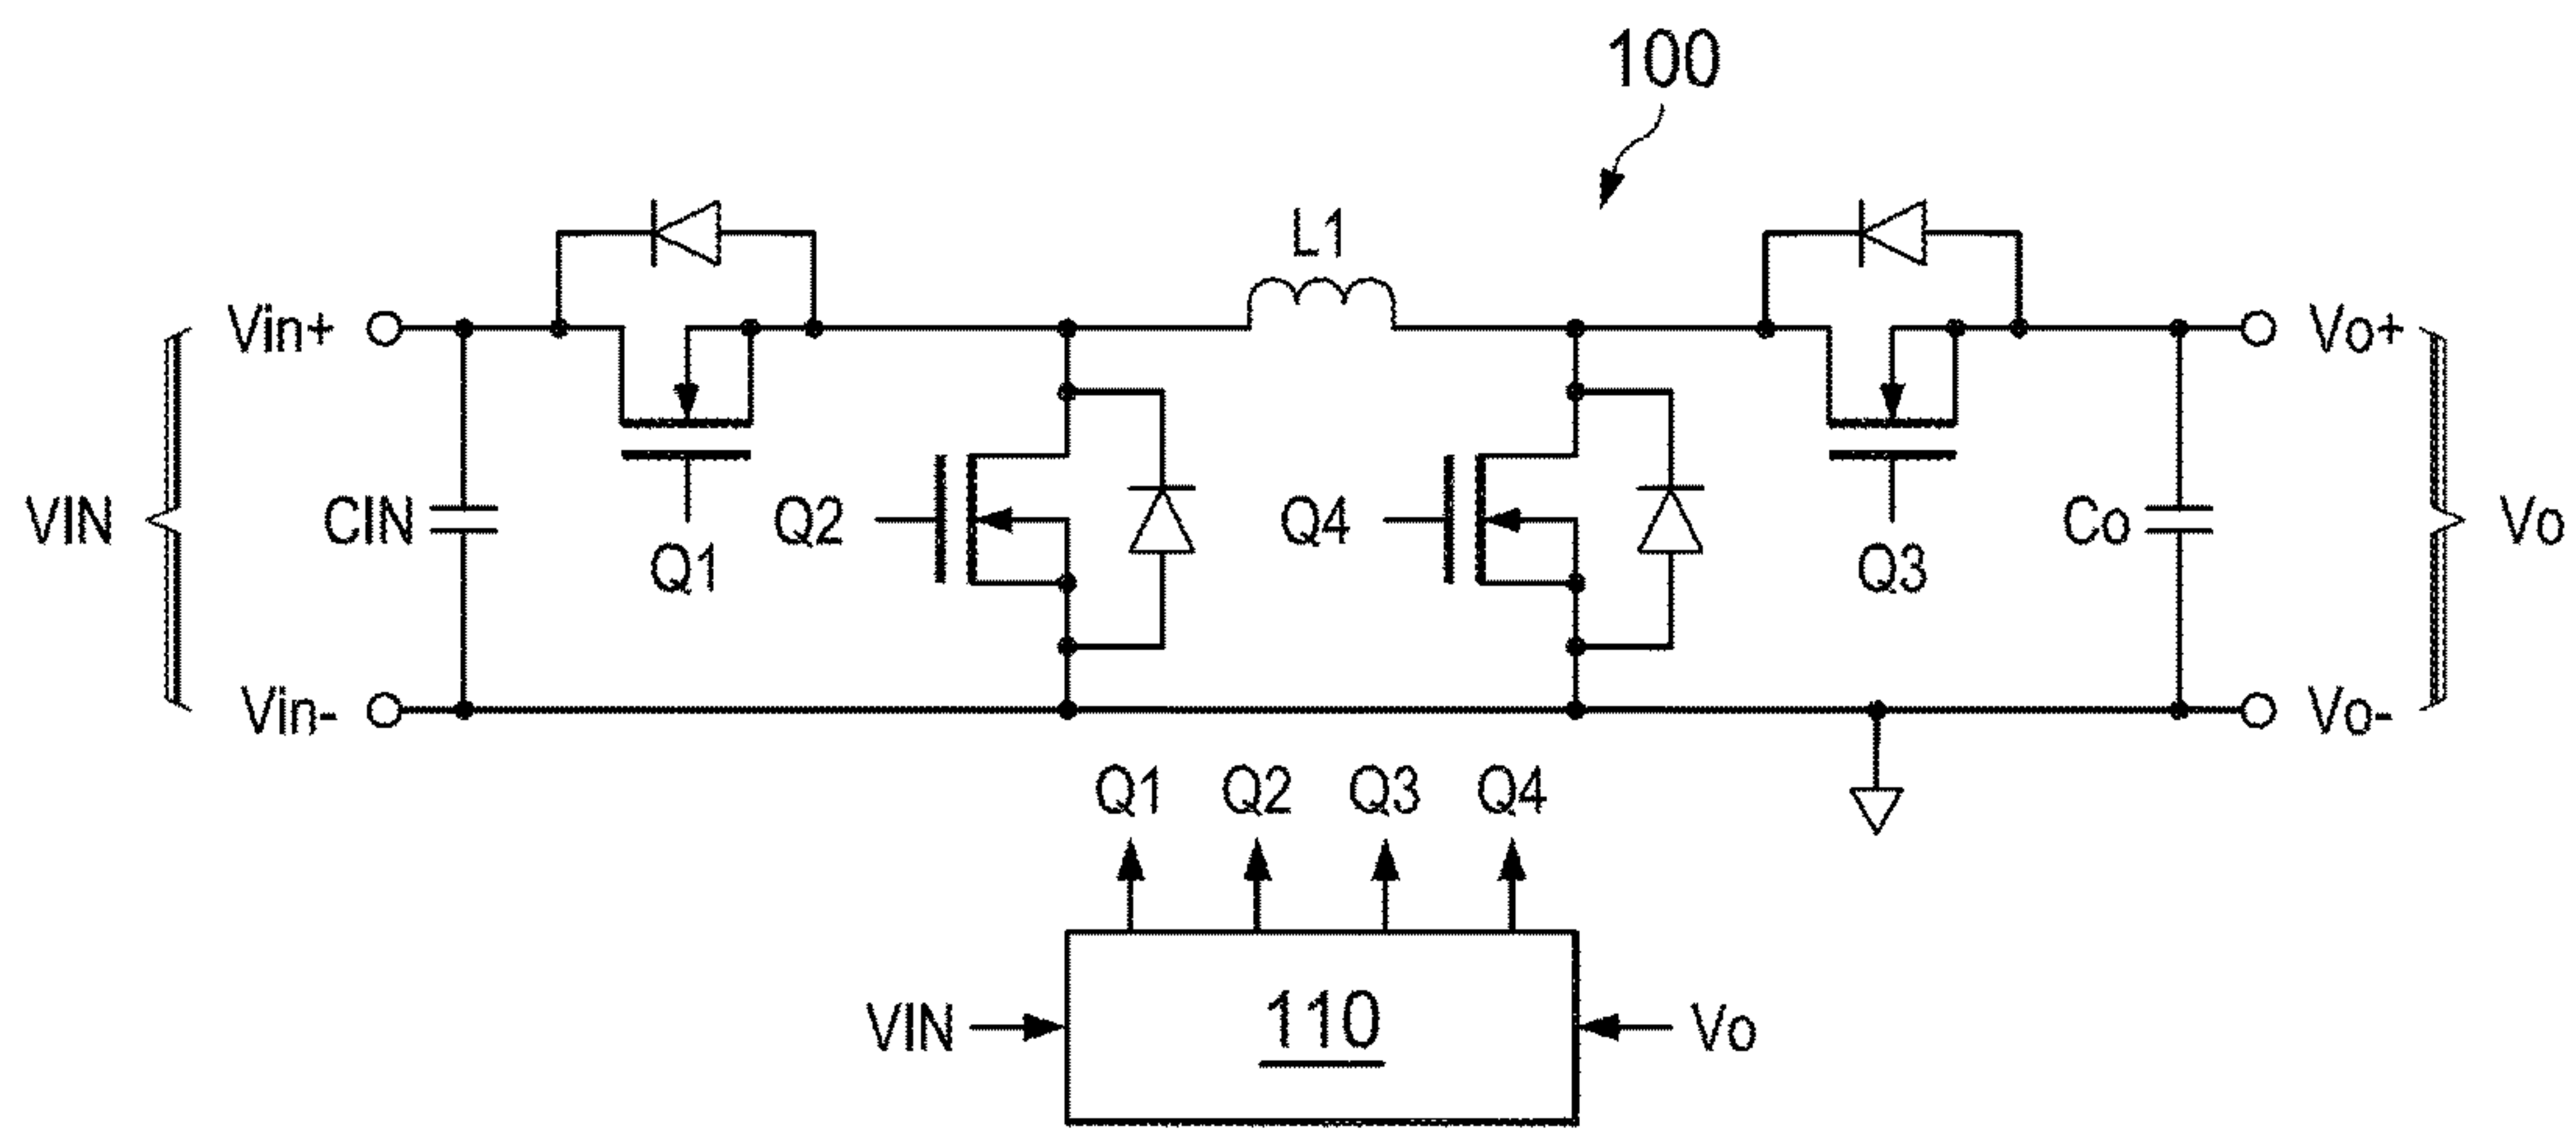 100
L1
Vin+
Vo+
VIN
CIN
Q2
Q4
Co
Vo
Q1
Q3
Vin-
Vo-
Q1 Q2 Q3 Q4
VIN
110
Vo